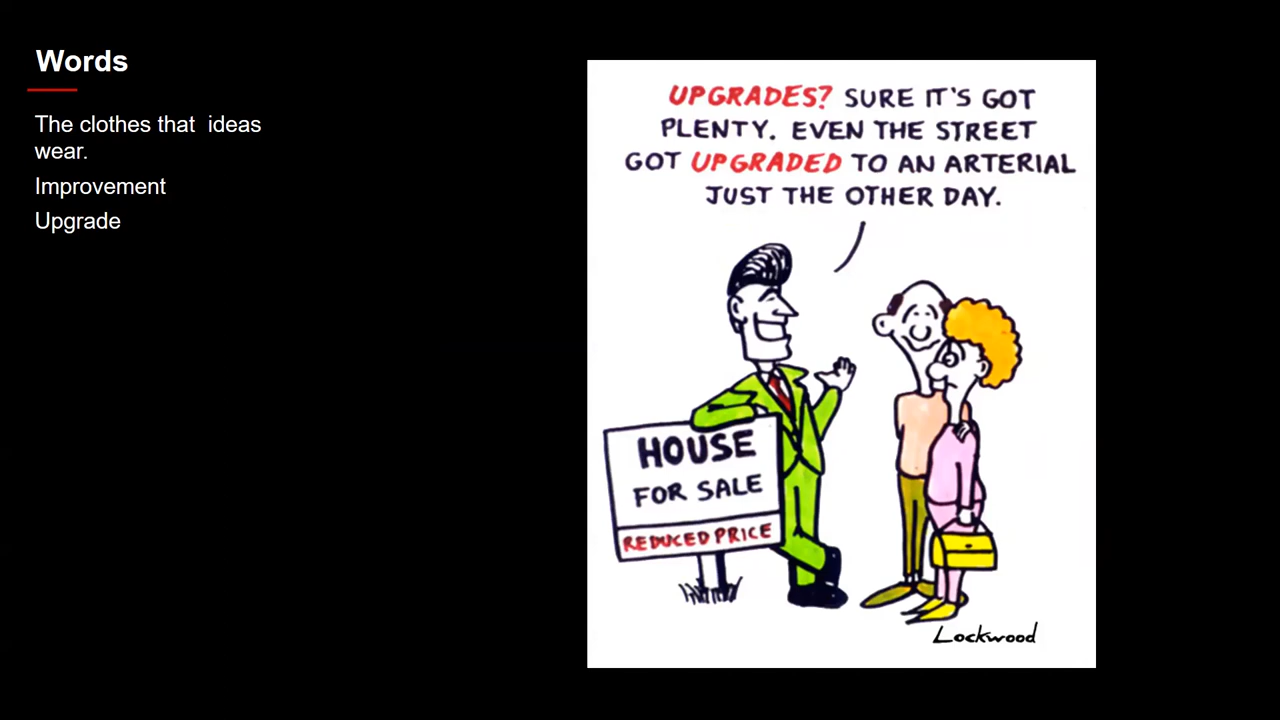 Words
The clothes that  ideas
wear.
Improvement
Upgrade
UPGRADES? SURE IT'S GOT
PLENTY. EVEN THE STREET
GOT UPGRADED TO AN ARTERIAL
JUST THE OTHER DAY.
HOUSE
FOR SALE
REDUCED PRICE
Lockwood